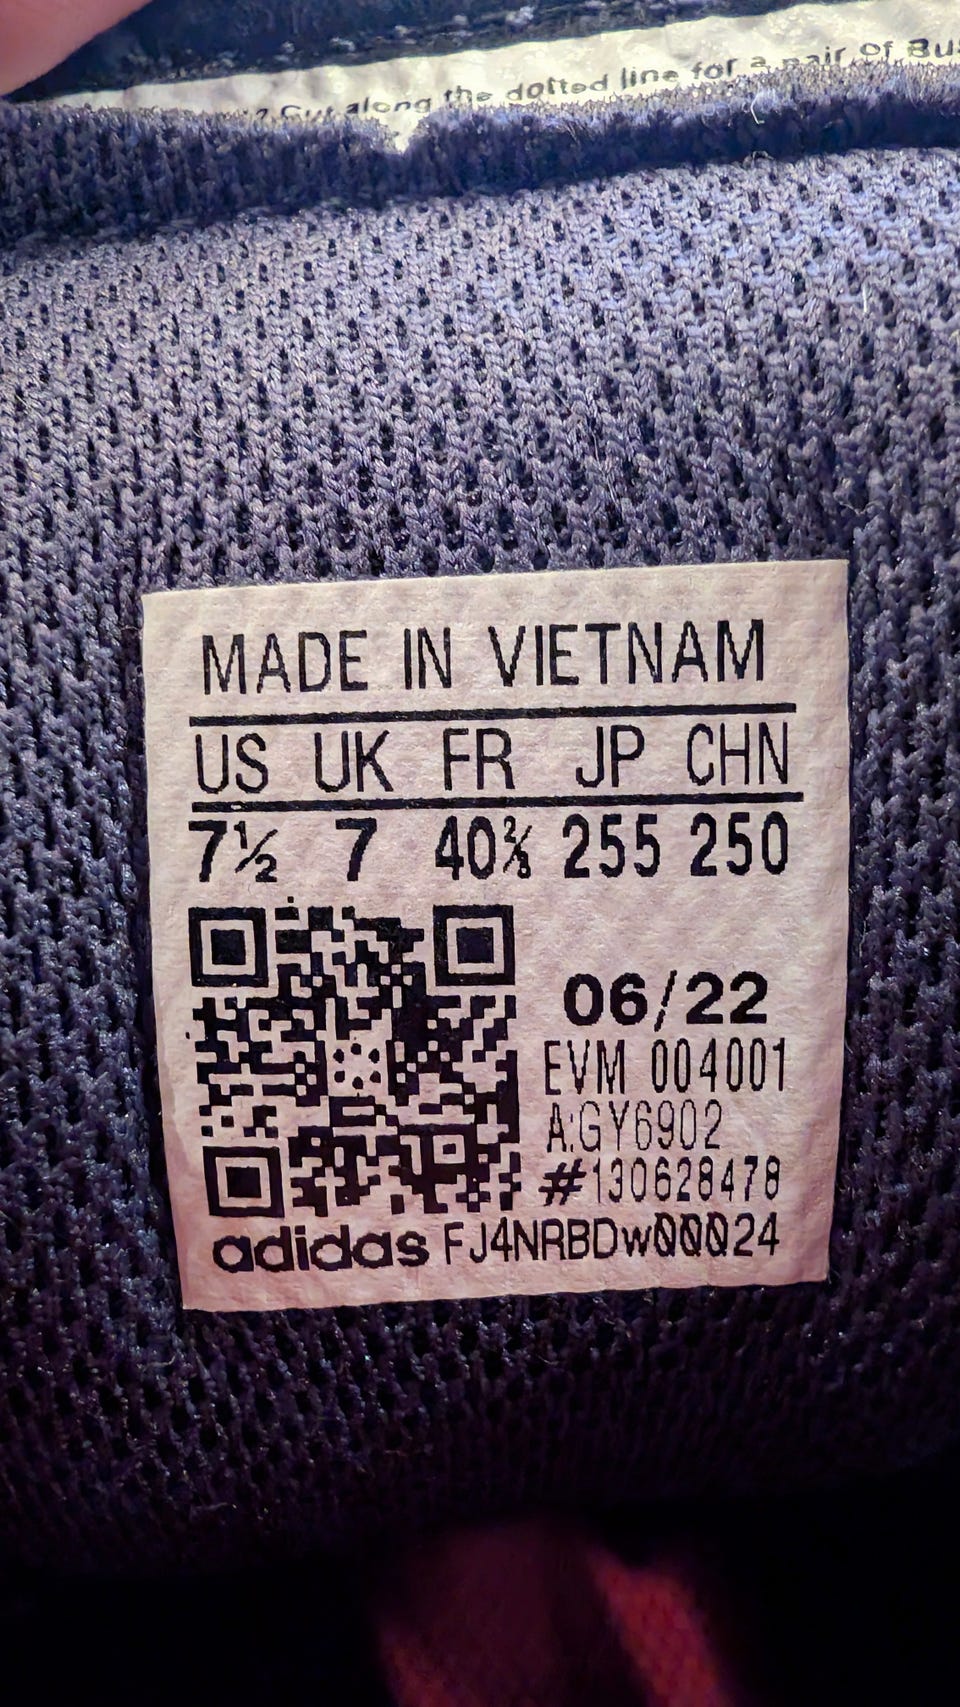 Cut along the dotted line for a pair of
MADE IN VIETNAM
US UK FR JP CHN
7½ 7 40⅔ 255 250
06/22
EVM 004001
A:GY6902
#130628478
adidas FJ4NRBDw00024